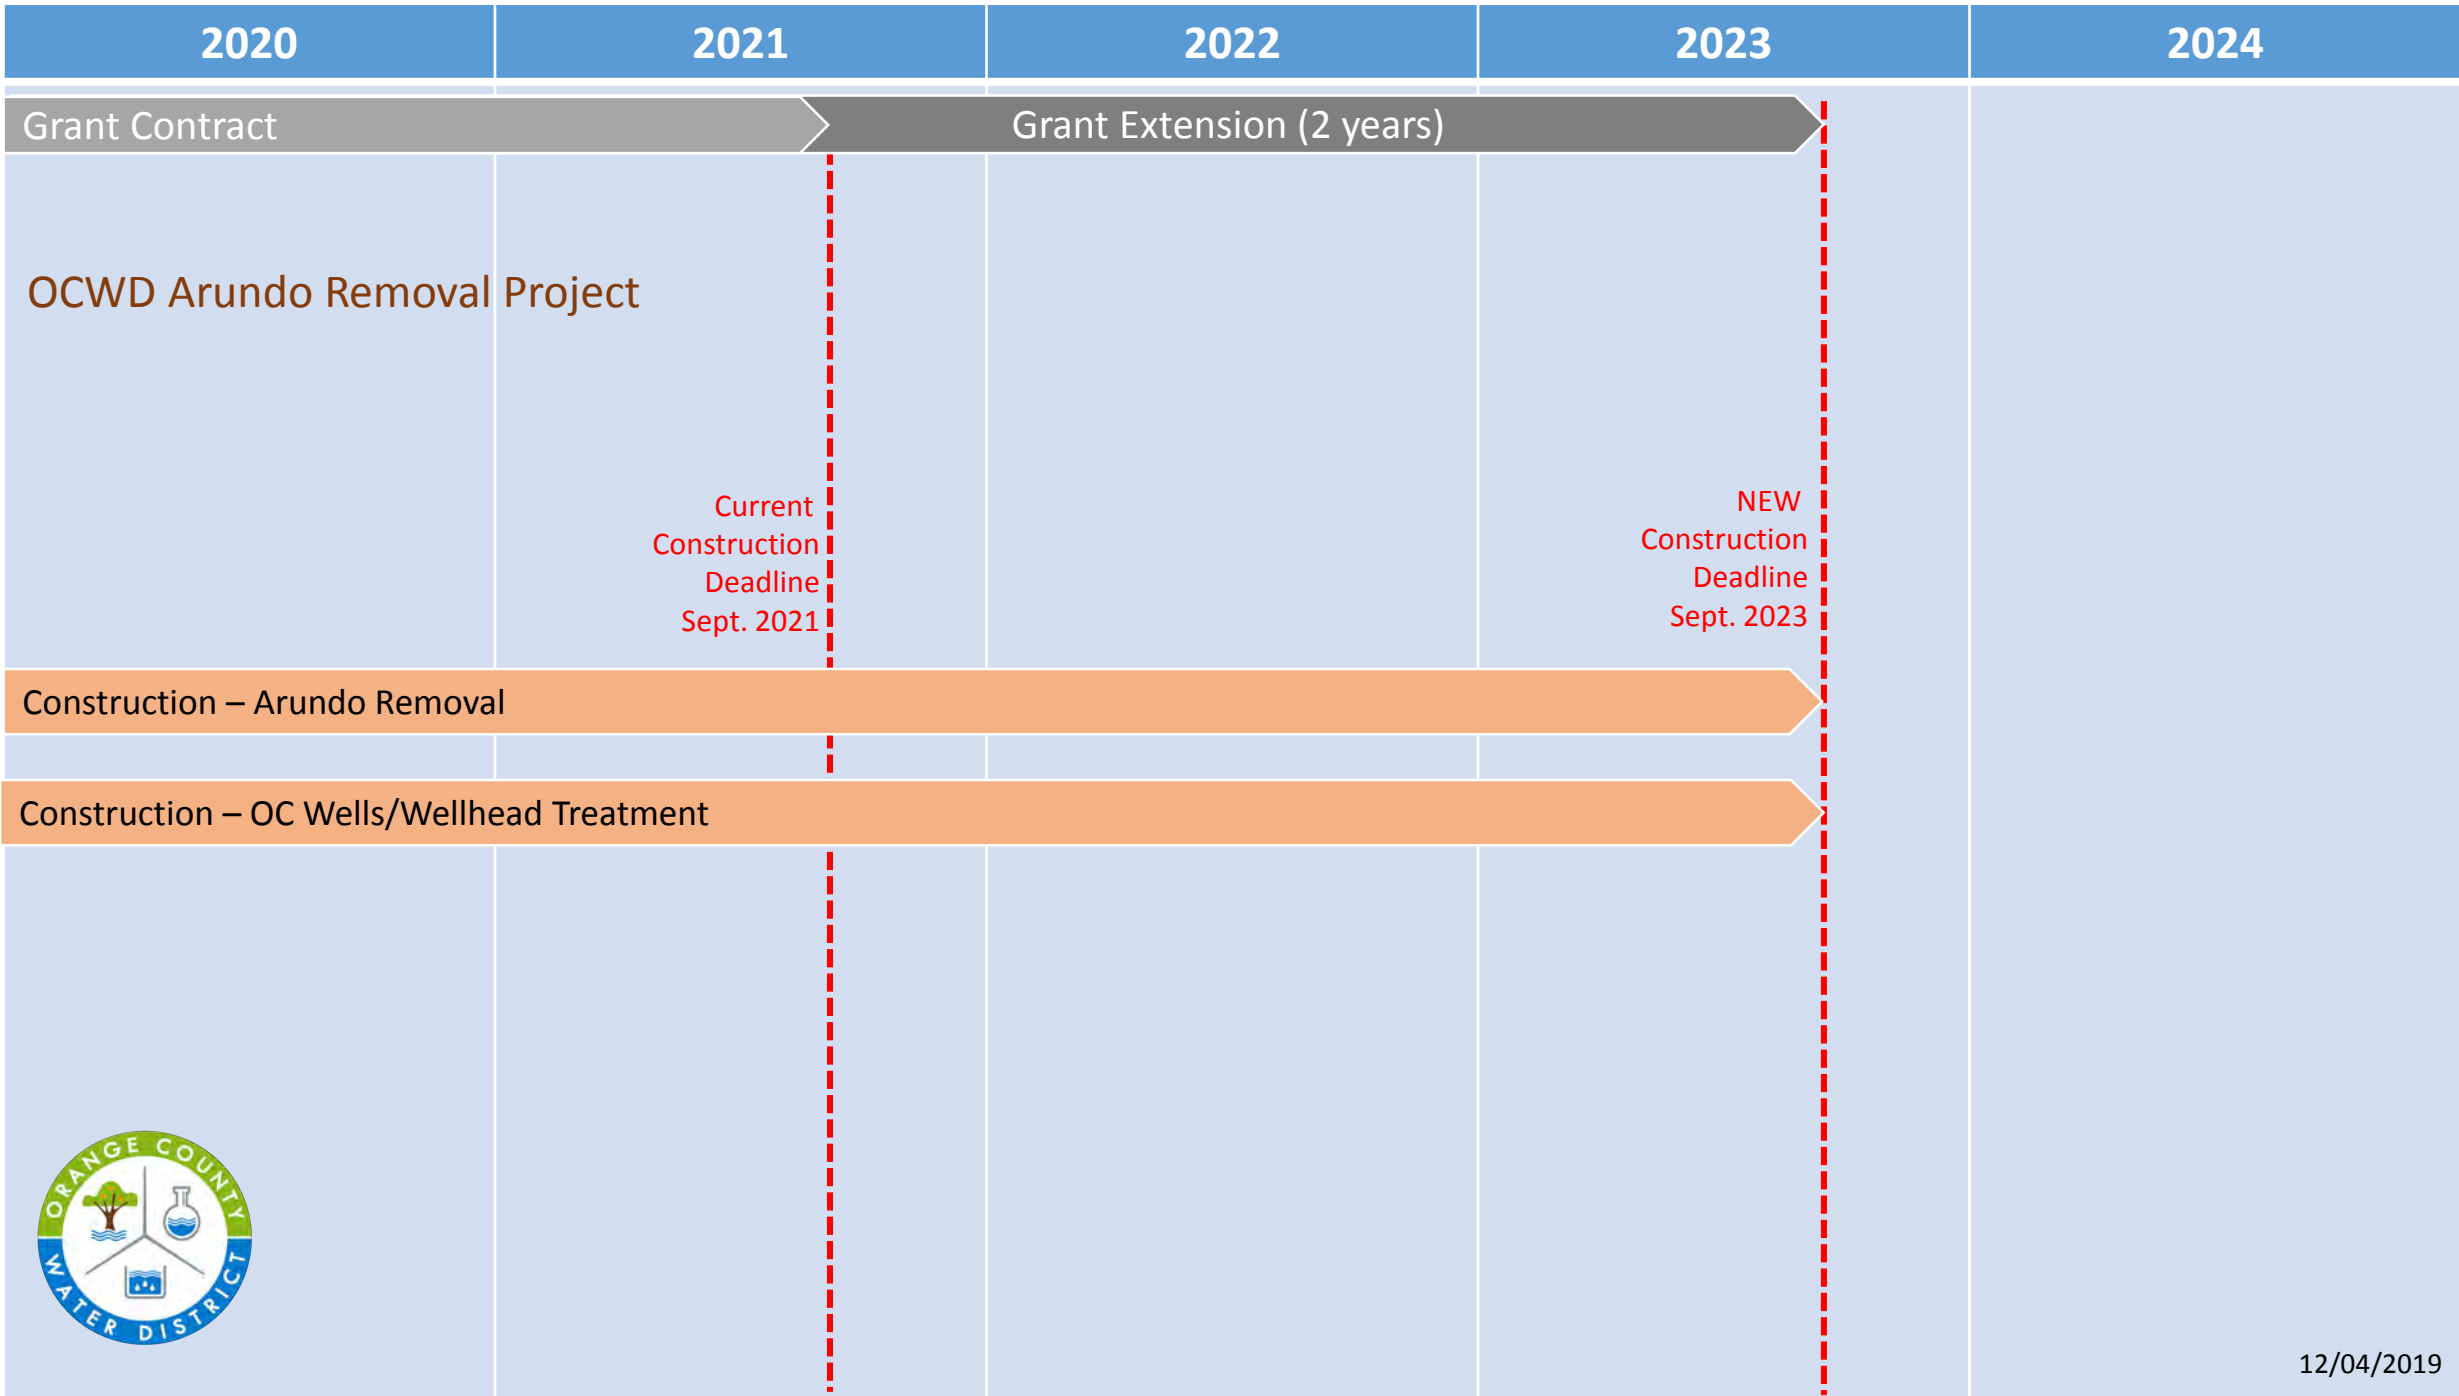 2020 2021 2022 2023 2024
Grant Contract
Grant Extension (2 years)
OCWD Arundo Removal Project
Current
Construction
Deadline
Sept. 2021
NEW
Construction
Deadline
Sept. 2023
Construction – Arundo Removal
Construction – OC Wells/Wellhead Treatment
ORANGE COUNTY
WATER DISTRICT
12/04/2019